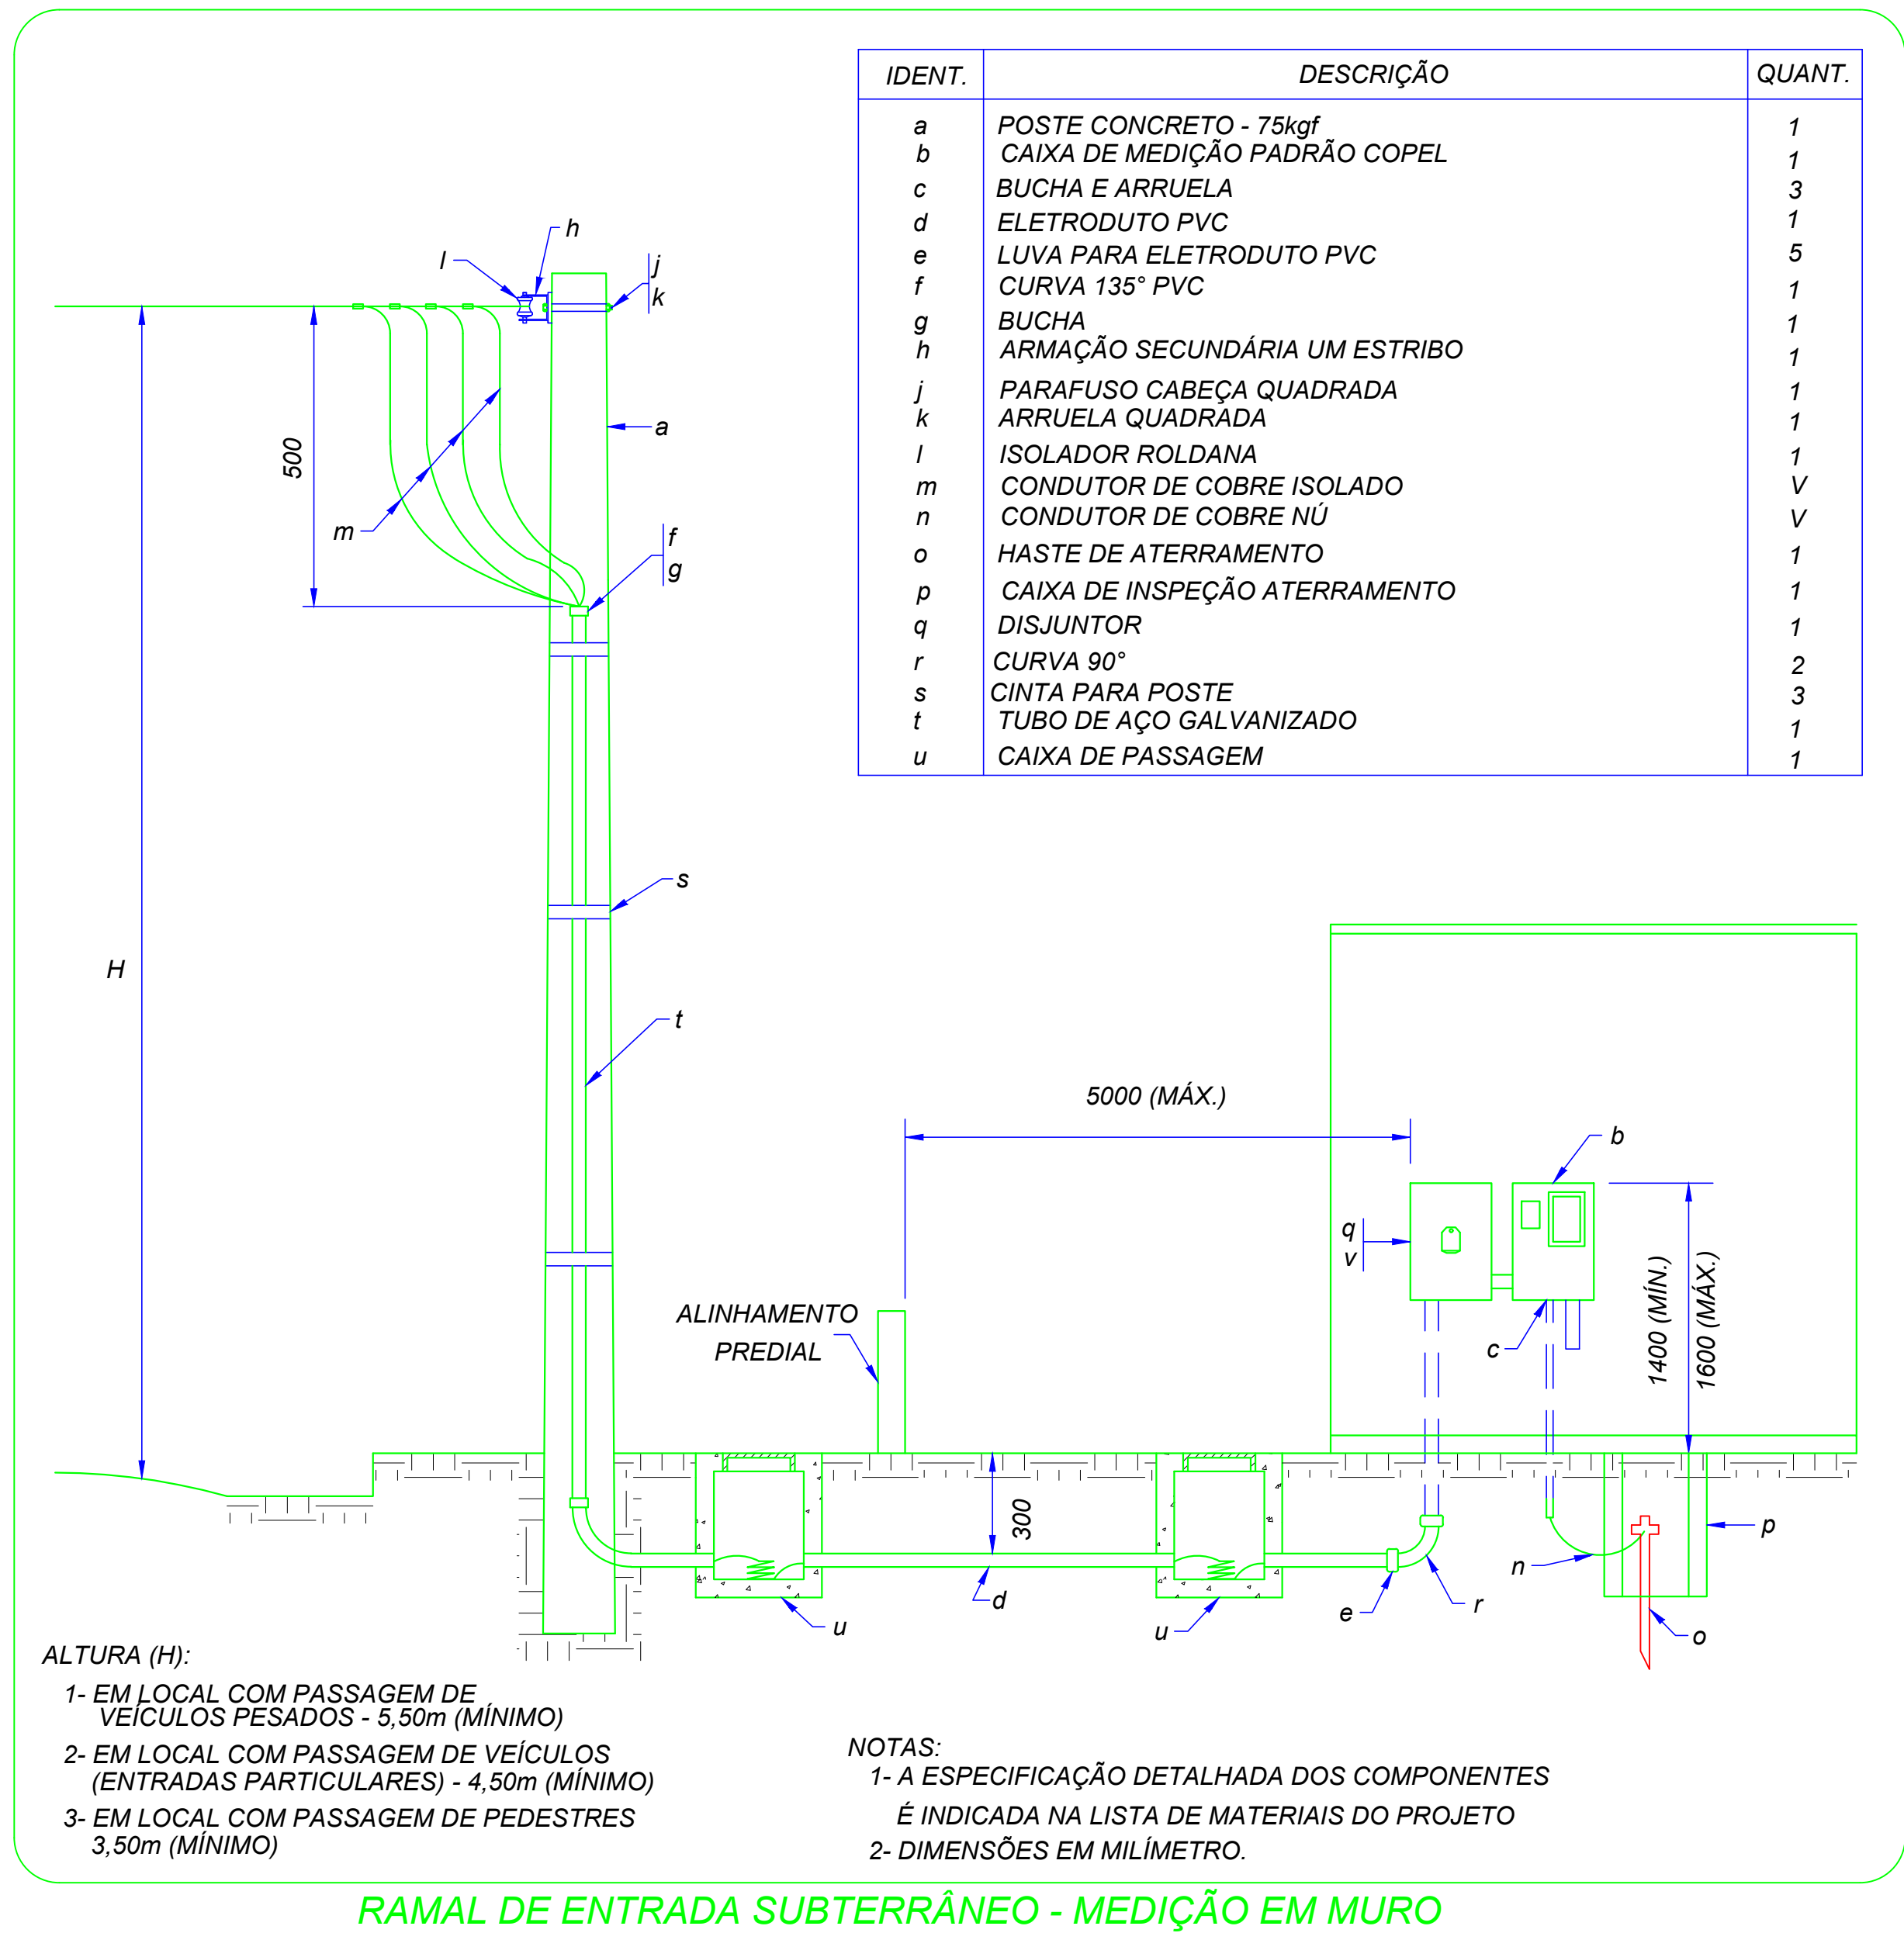 IDENT. DESCRIÇÃO QUANT.
a POSTE CONCRETO - 75kgf 1
b CAIXA DE MEDIÇÃO PADRÃO COPEL 1
c BUCHA E ARRUELA 3
d ELETRODUTO PVC 1
e LUVA PARA ELETRODUTO PVC 5
f CURVA 135° PVC 1
g BUCHA 1
h ARMAÇÃO SECUNDÁRIA UM ESTRIBO 1
j PARAFUSO CABEÇA QUADRADA 1
k ARRUELA QUADRADA 1
l ISOLADOR ROLDANA 1
m CONDUTOR DE COBRE ISOLADO V
n CONDUTOR DE COBRE NÚ V
o HASTE DE ATERRAMENTO 1
p CAIXA DE INSPEÇÃO ATERRAMENTO 1
q DISJUNTOR 1
r CURVA 90° 2
s CINTA PARA POSTE 3
t TUBO DE AÇO GALVANIZADO 1
u CAIXA DE PASSAGEM 1
h
l
j
k
a
500
m
f
g
s
H
t
5000 (MÁX.)
b
q
v
ALINHAMENTO
PREDIAL
c
1400 (MÍN.)
1600 (MÁX.)
300
p
n
d
e
r
u
u
o
ALTURA (H):
1- EM LOCAL COM PASSAGEM DE
VEÍCULOS PESADOS - 5,50m (MÍNIMO)
2- EM LOCAL COM PASSAGEM DE VEÍCULOS
(ENTRADAS PARTICULARES) - 4,50m (MÍNIMO)
3- EM LOCAL COM PASSAGEM DE PEDESTRES
3,50m (MÍNIMO)
NOTAS:
1- A ESPECIFICAÇÃO DETALHADA DOS COMPONENTES
É INDICADA NA LISTA DE MATERIAIS DO PROJETO
2- DIMENSÕES EM MILÍMETRO.
RAMAL DE ENTRADA SUBTERRÂNEO - MEDIÇÃO EM MURO